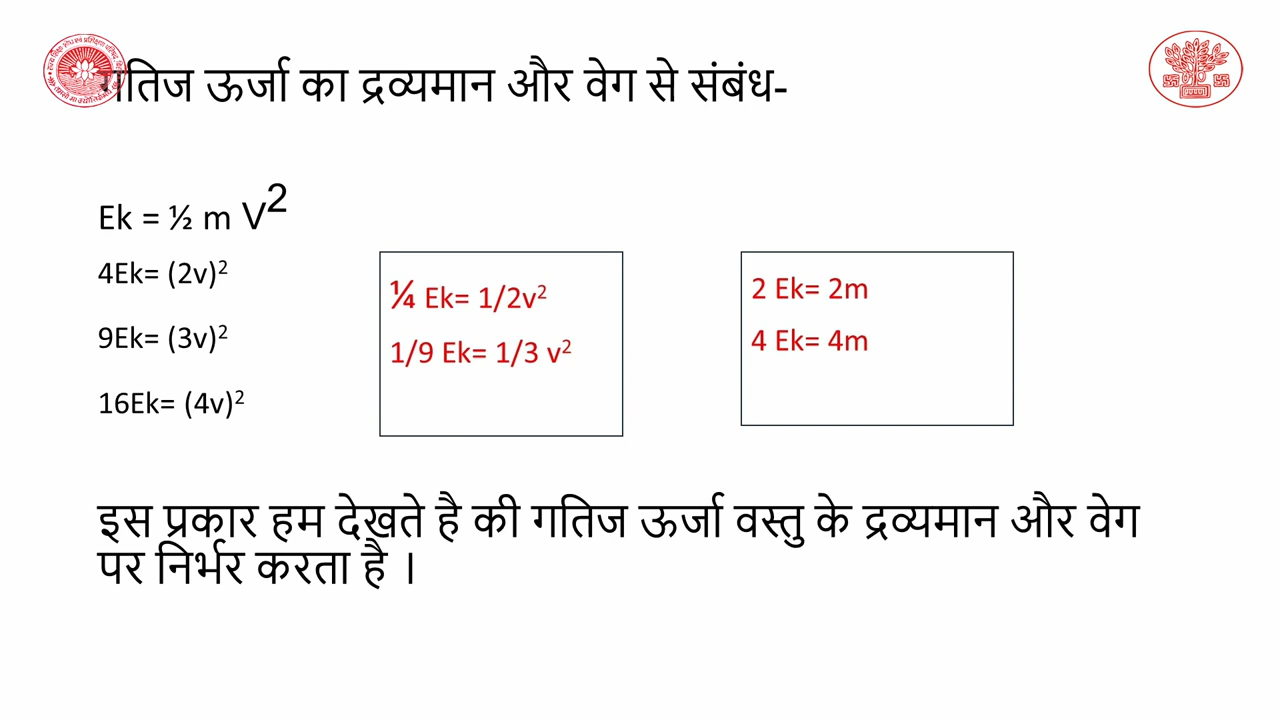 गतिज ऊर्जा का द्रव्यमान और वेग से संबंध-
Ek = ½ m V²
4Ek= (2v)²
9Ek= (3v)²
16Ek= (4v)²
¼ Ek= 1/2v²
1/9 Ek= 1/3 v²
2 Ek= 2m
4 Ek= 4m
इस प्रकार हम देखते है की गतिज ऊर्जा वस्तु के द्रव्यमान और वेग
पर निर्भर करता है ।